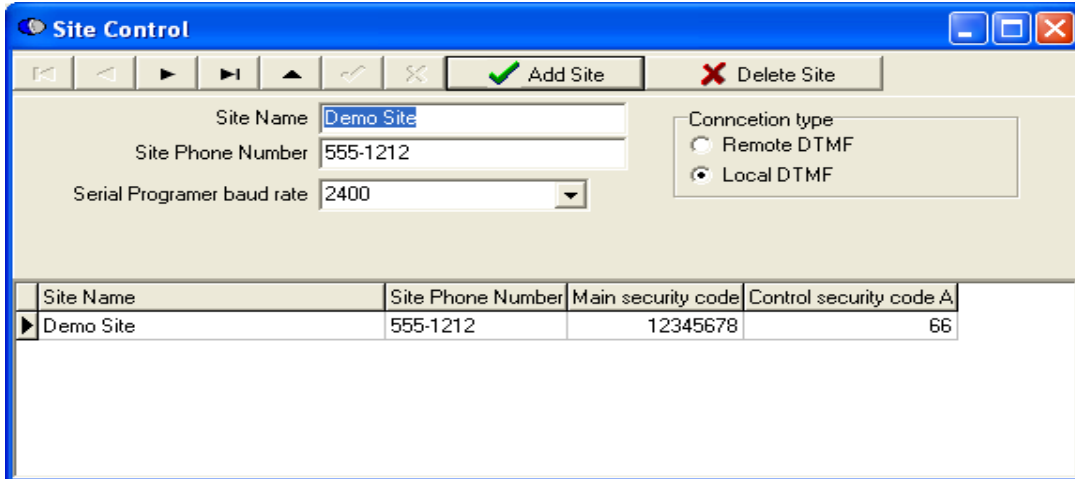 Site Control
Add Site Delete Site
Site Name Demo Site
Site Phone Number 555-1212
Serial Programer baud rate 2400
Conncetion type
Remote DTMF
Local DTMF
Site Name Site Phone Number Main security code Control security code A
Demo Site 555-1212 12345678 66